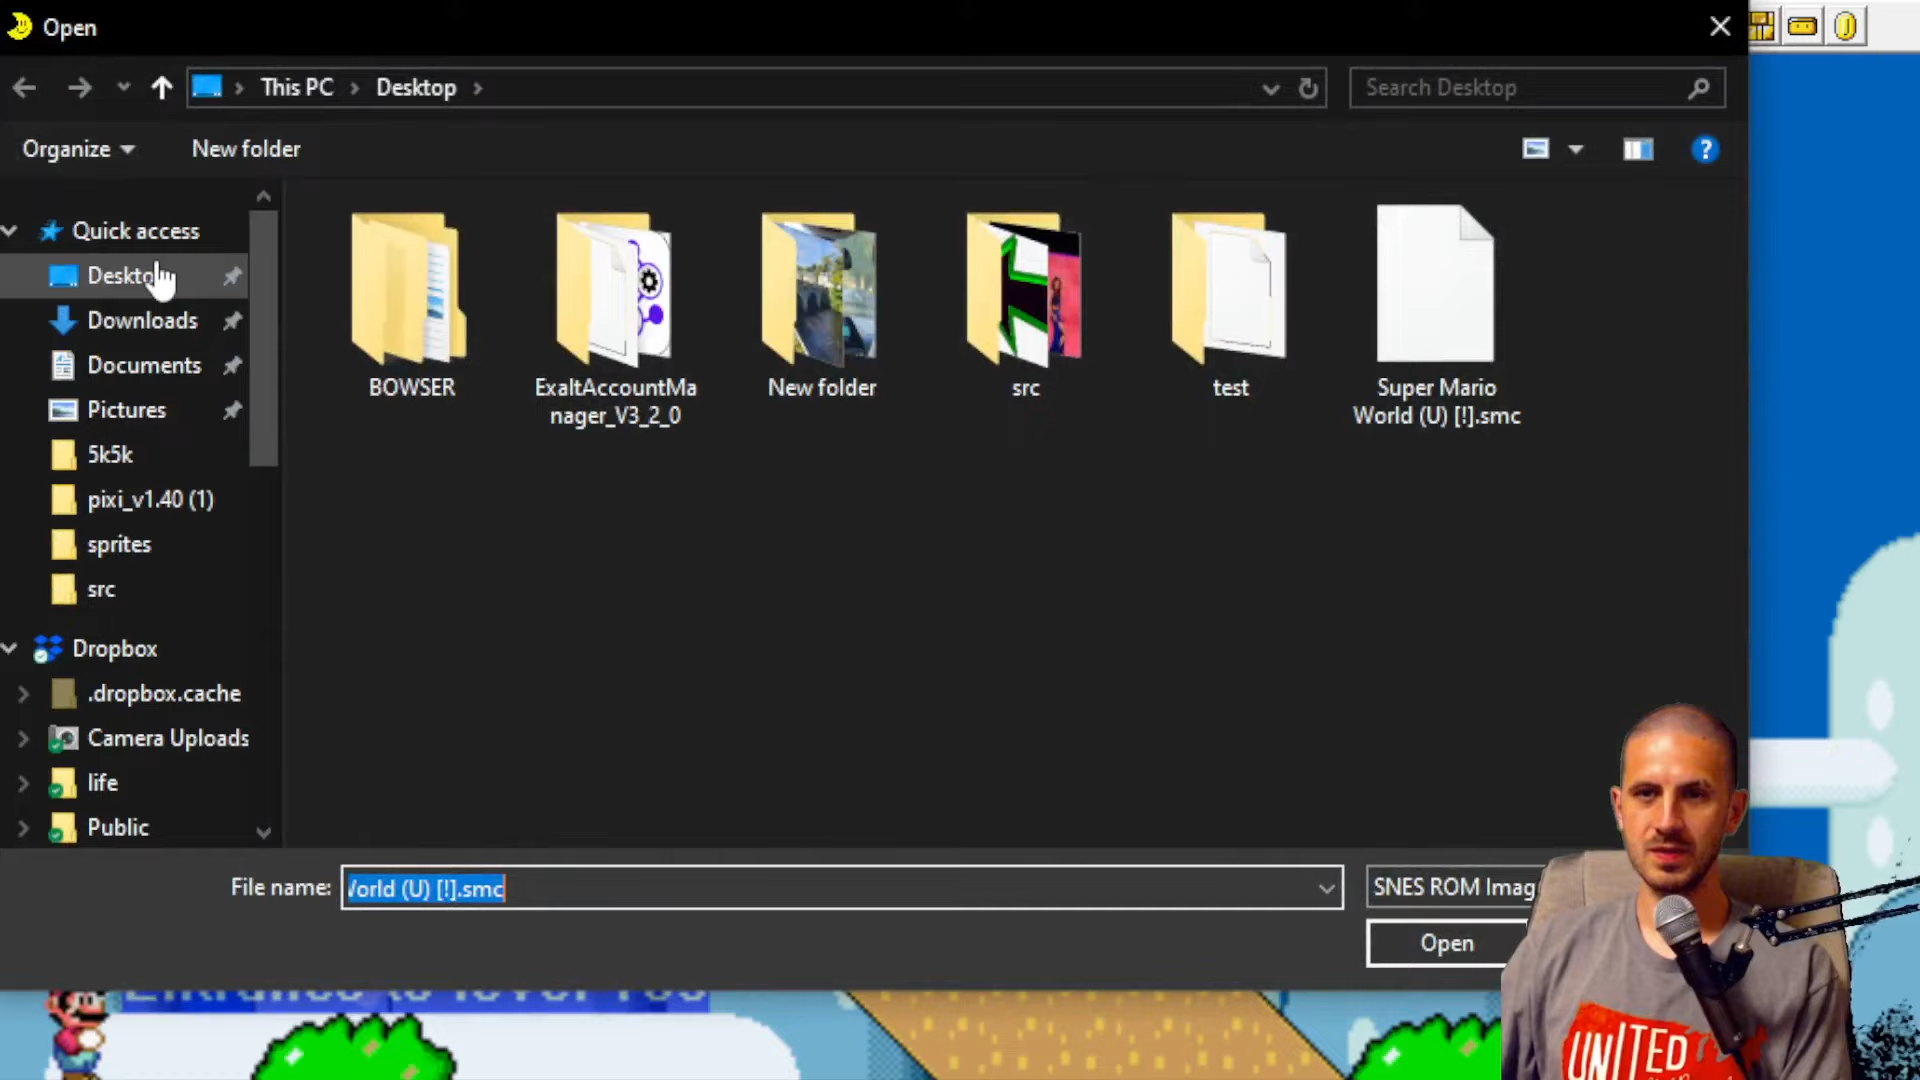 Open
This PC
Desktop
Search Desktop
Organize
New folder
Quick access
Deskto
Downloads
Documents
Pictures
5k5k
pixi_v1.40 (1)
sprites
src
Dropbox
.dropbox.cache
Camera Uploads
life
Public
BOWSER
ExaltAccountMa
nager_V3_2_0
New folder
src
test
Super Mario
World (U) [!].smc
File name:
orld (U) [!].smc
SNES ROM Imag
Open
UNITED